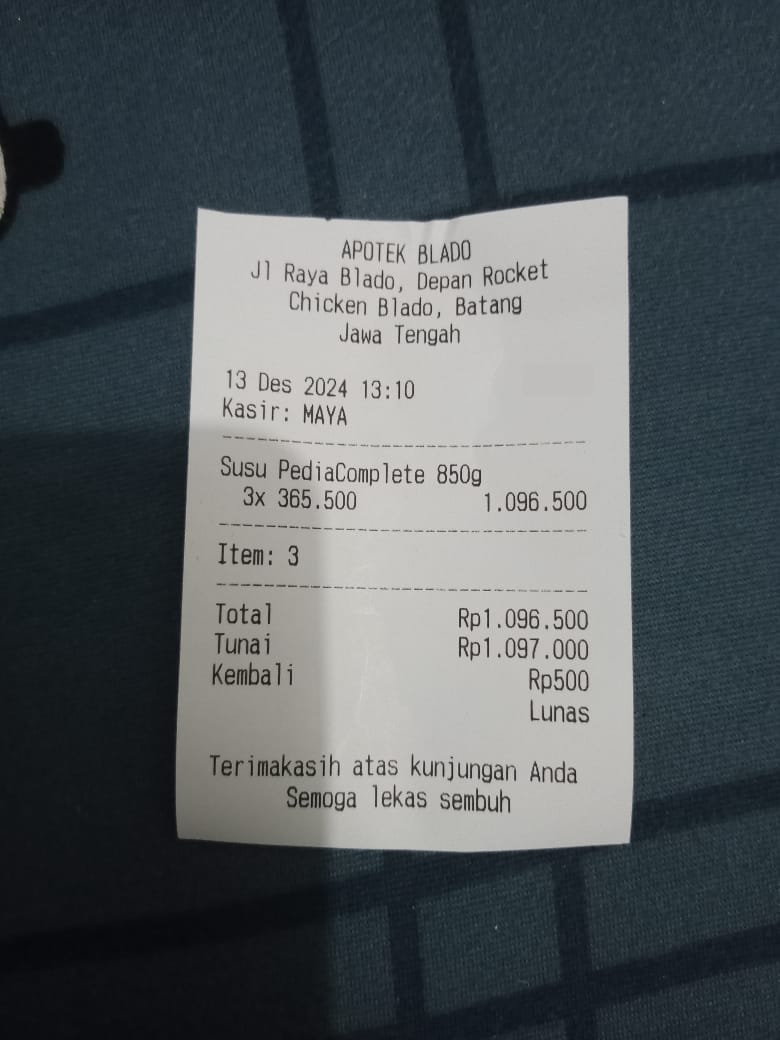 APOTEK BLADO
Jl Raya Blado, Depan Rocket
Chicken Blado, Batang
Jawa Tengah
13 Des 2024 13:10
Kasir: MAYA
Susu PediaComplete 850g
3x 365.500 1.096.500
Item: 3
Total Rp1.096.500
Tunai Rp1.097.000
Kembali Rp500
Lunas
Terimakasih atas kunjungan Anda
Semoga lekas sembuh